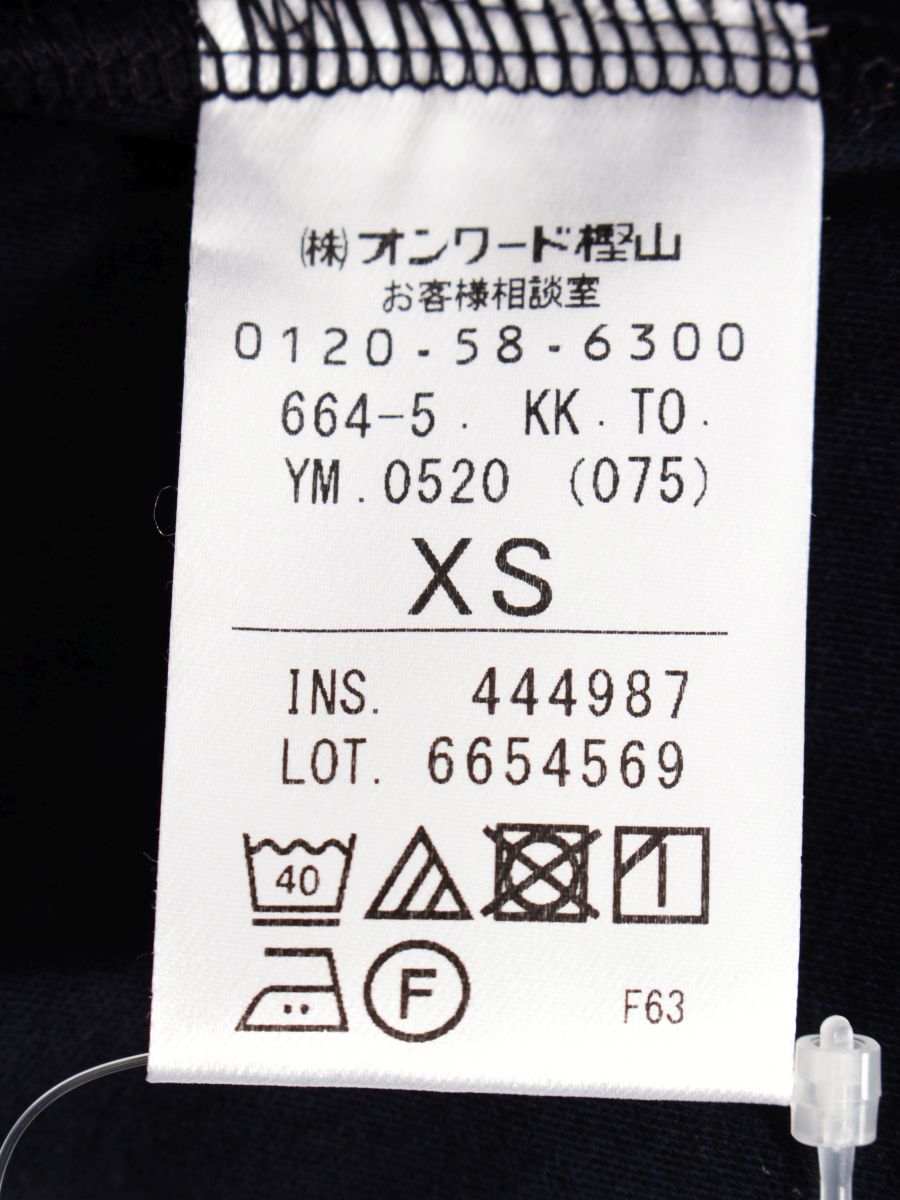 ㈱オンワード樫山
お客様相談室
0120-58-6300
664-5. KK. TO.
YM. 0520 (075)
XS
INS. 444987
LOT. 6654569
40
F
F63